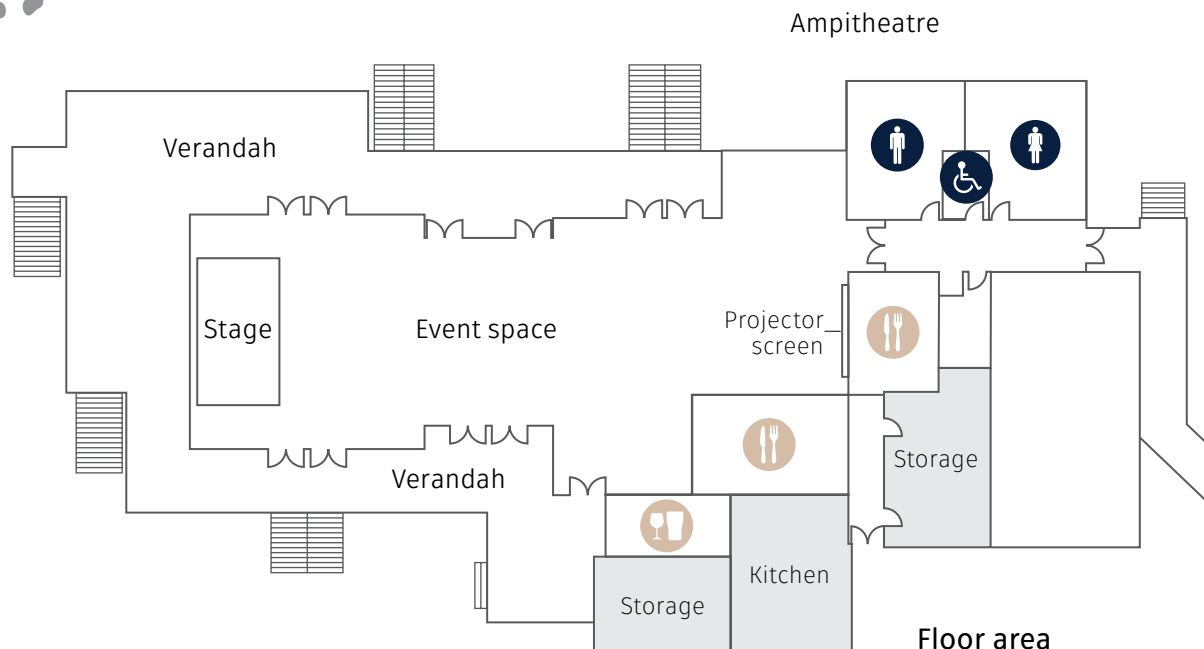 Ampitheatre
Verandah
Stage
Event space
Projector
screen
Verandah
Storage
Kitchen
Storage
Floor area